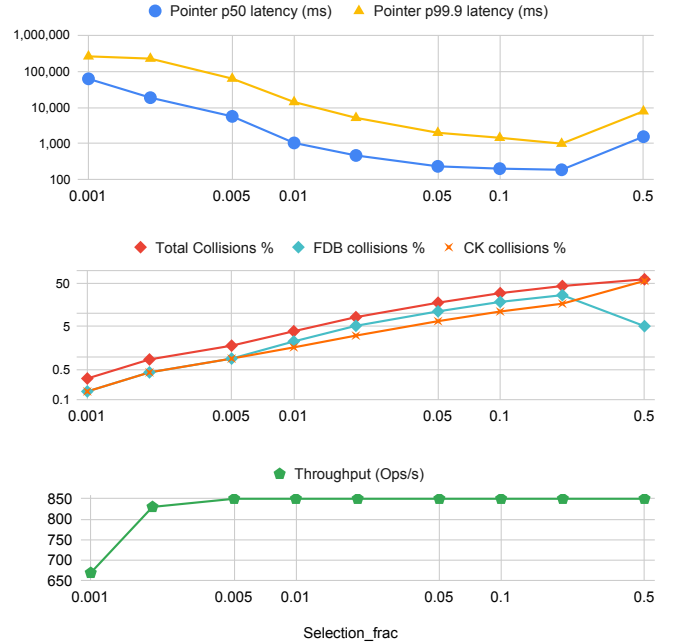 Pointer p50 latency (ms) Pointer p99.9 latency (ms)
1,000,000
100,000
10,000
1,000
100
0.001 0.005 0.01 0.05 0.1 0.5
Total Collisions % FDB collisions % CK collisions %
50
5
0.5
0.1
0.001 0.005 0.01 0.05 0.1 0.5
Throughput (Ops/s)
850
800
750
700
650
0.001 0.005 0.01 0.05 0.1 0.5
Selection_frac